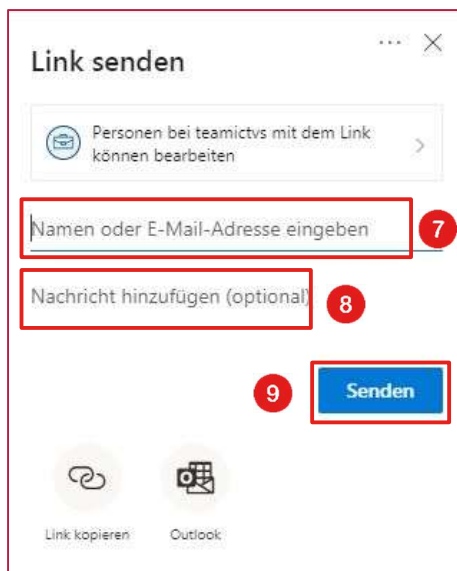 Link senden
Personen bei teamictvs mit dem Link
können bearbeiten
Namen oder E-Mail-Adresse eingeben
7
Nachricht hinzufügen (optional)
8
9
Senden
Link kopieren
Outlook